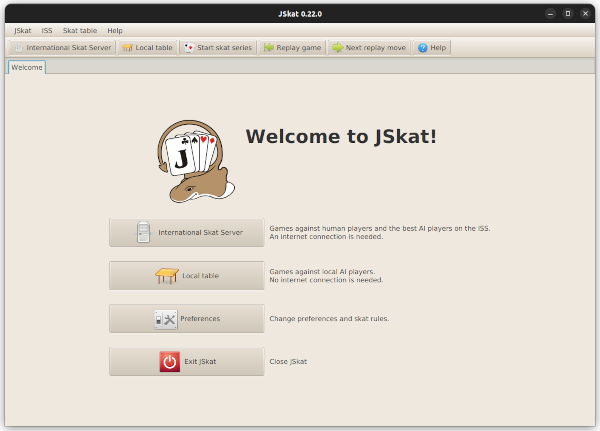 JSkat 0.22.0
JSkat ISS Skat table Help
International Skat Server Local table Start skat series Replay game Next replay move Help
Welcome
J
Welcome to JSkat!
International Skat Server
Games against human players and the best AI players on the ISS.
An internet connection is needed.
Local table
Games against local AI players.
No internet connection is needed.
Preferences
Change preferences and skat rules.
Exit JSkat
Close JSkat